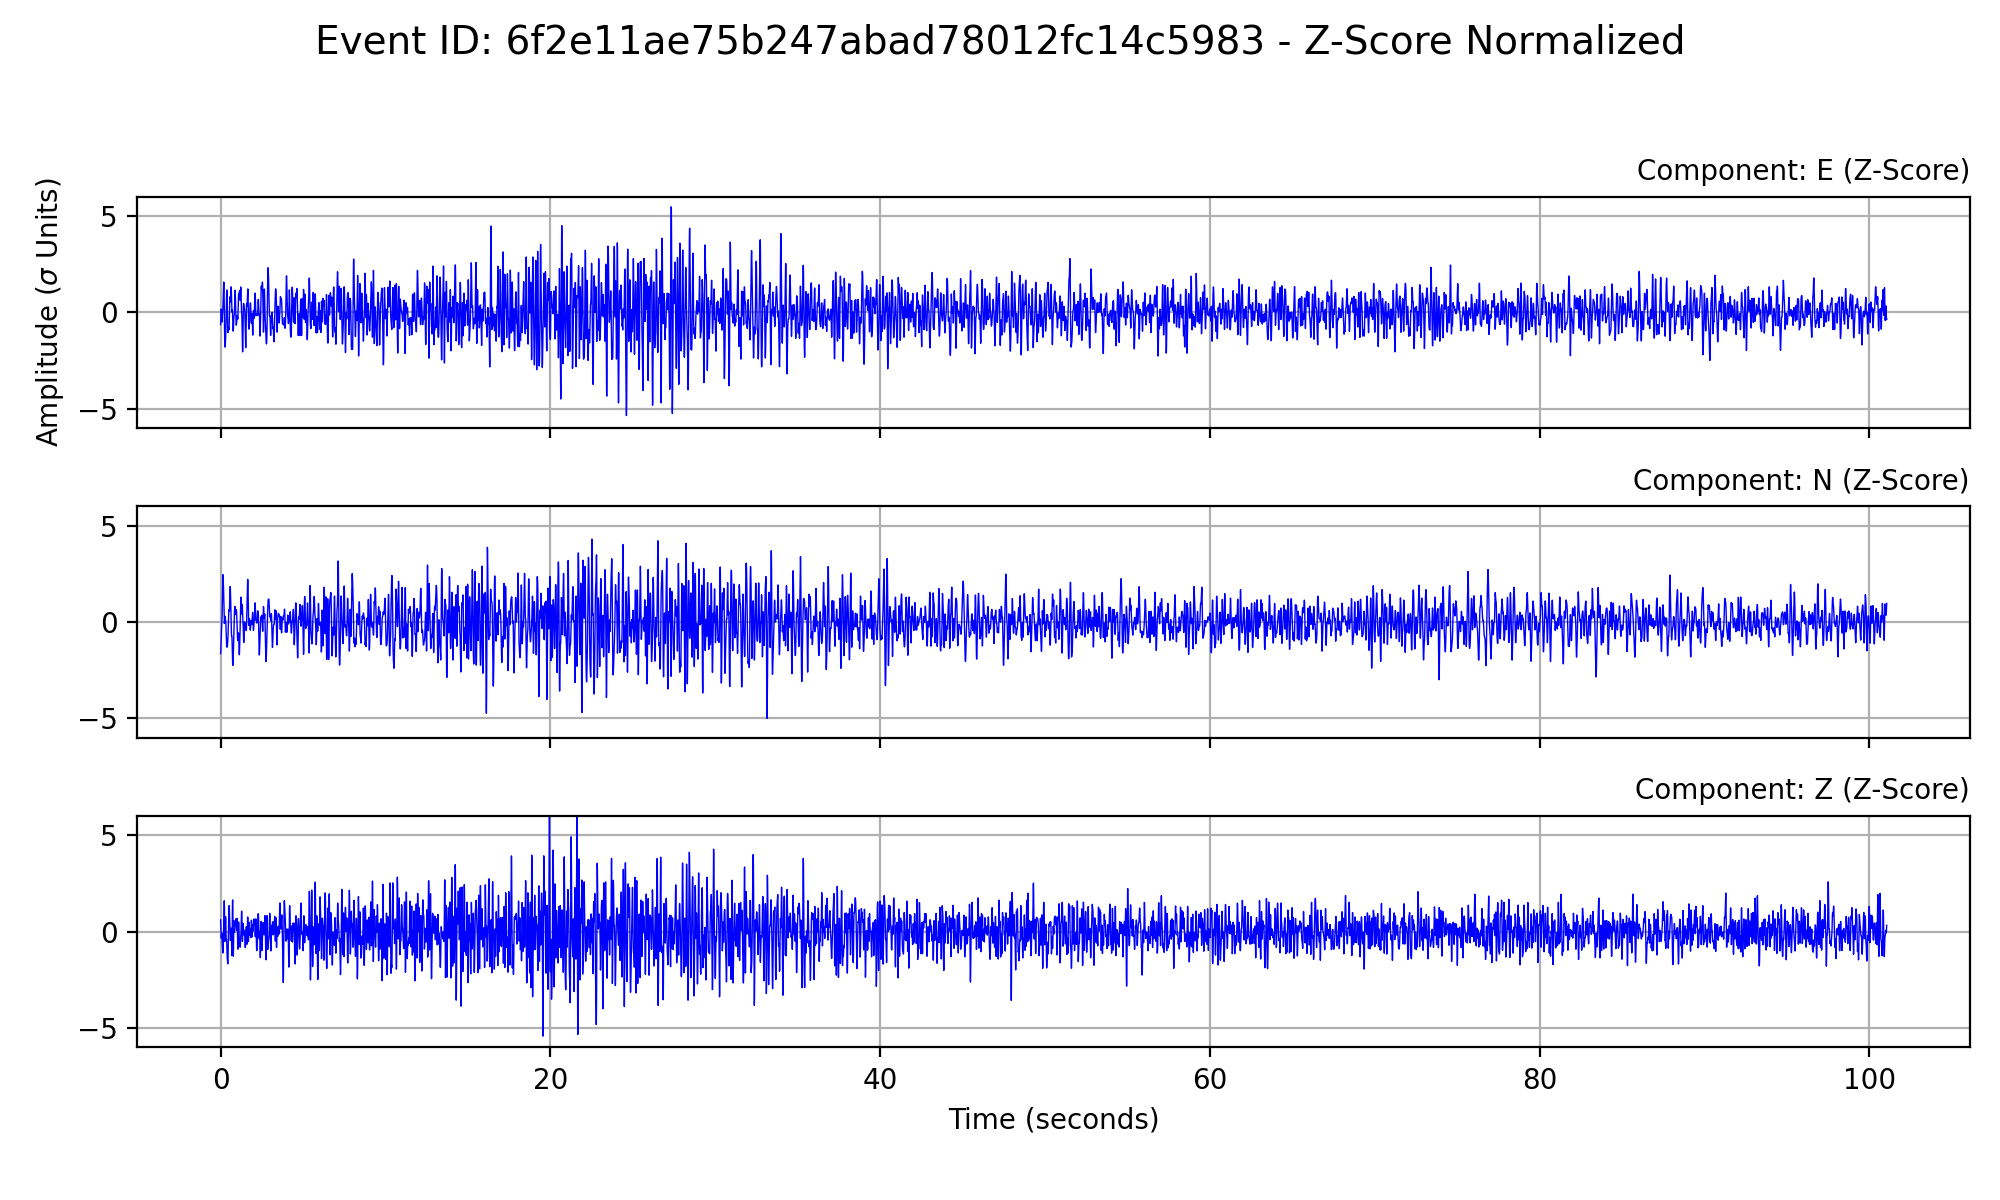 Event ID: 6f2e11ae75b247abad78012fc14c5983 - Z-Score Normalized
Component: E (Z-Score)
Amplitude (σ Units)
5
0
−5
Component: N (Z-Score)
5
0
−5
Component: Z (Z-Score)
5
0
−5
0 20 40 60 80 100
Time (seconds)